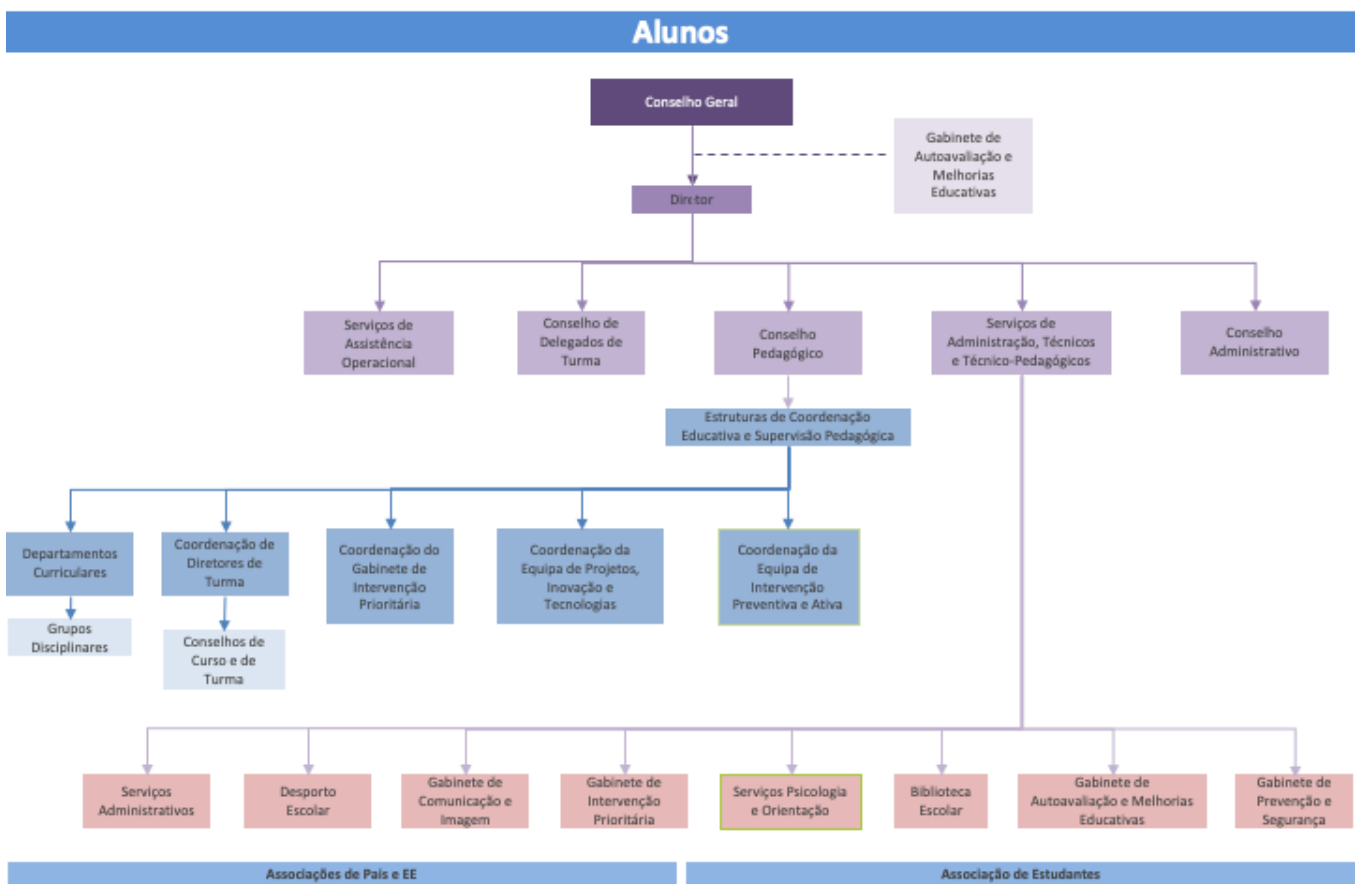 Alunos
Conselho Geral
Gabinete de
Autoavaliação e
Melhorias
Educativas
Diretor
Serviços de
Assistência
Operacional
Conselho de
Delegados de
Turma
Conselho
Pedagógico
Serviços de
Administração, Técnicos
e Técnico-Pedagógicos
Conselho
Administrativo
Estruturas de Coordenação
Educativa e Supervisão Pedagógica
Departamentos
Curriculares
Coordenação de
Diretores de
Turma
Coordenação do
Gabinete de
Intervenção
Prioritária
Coordenação da
Equipa de Projetos,
Inovação e
Tecnologias
Coordenação da
Equipa de
Intervenção
Preventiva e Ativa
Grupos
Disciplinares
Conselhos de
Curso e de
Turma
Serviços
Administrativos
Desporto
Escolar
Gabinete de
Comunicação e
Imagem
Gabinete de
Intervenção
Prioritária
Serviços Psicologia
e Orientação
Biblioteca
Escolar
Gabinete de
Autoavaliação e Melhorias
Educativas
Gabinete de
Prevenção e
Segurança
Associações de Pais e EE
Associação de Estudantes